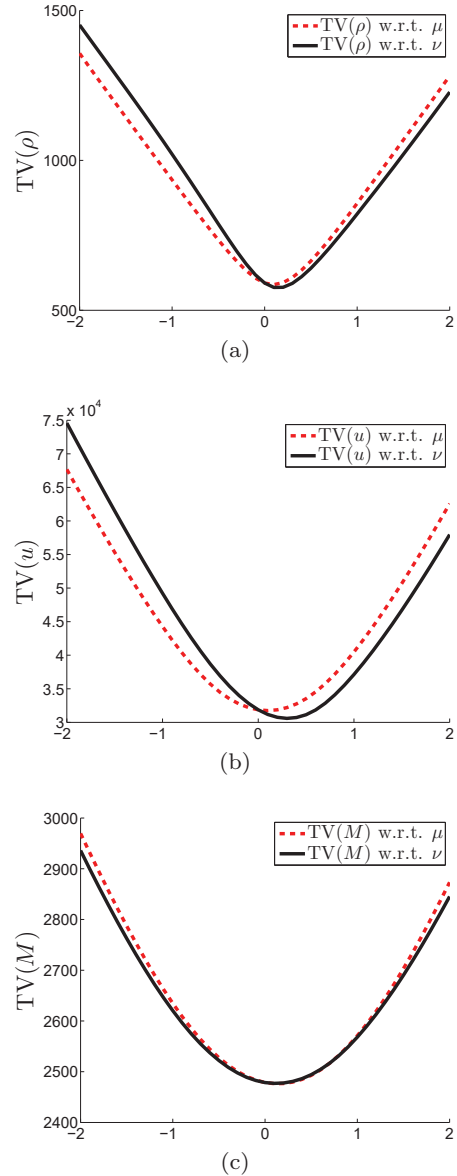 1500
TV(ρ) w.r.t. μ
TV(ρ) w.r.t. ν
1000
TV(ρ)
500
−2 −1 0 1 2
(a)
x 10⁴
7.5
TV(u) w.r.t. μ
TV(u) w.r.t. ν
7
6.5
6
5.5
5
4.5
4
3.5
3
TV(u)
−2 −1 0 1 2
(b)
3000
TV(M) w.r.t. μ
TV(M) w.r.t. ν
2900
2800
2700
2600
2500
2400
TV(M)
−2 −1 0 1 2
(c)